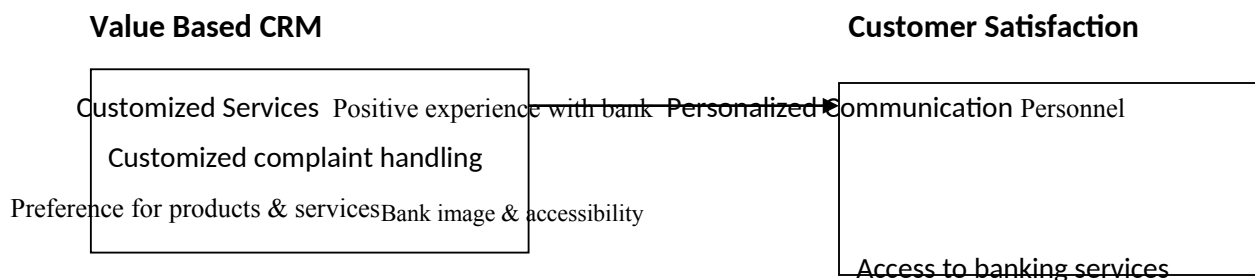 Value Based CRM Customer Satisfaction
Customized Services Positive experience with bank Personalized Communication Personnel
Customized complaint handling
Preference for products & services Bank image & accessibility
Access to banking services